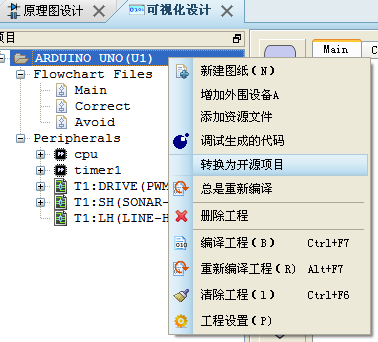 原理图设计
可视化设计
项目
ARDUINO UNO(U1)
Flowchart Files
Main
Correct
Avoid
Peripherals
cpu
timer1
T1:DRIVE(PWM
T1:SH(SONAR-
T1:LH(LINE-H
Main
C
新建图纸(N)
增加外围设备A
添加资源文件
调试生成的代码
转换为开源项目
总是重新编译
删除工程
编译工程(B) Ctrl+F7
重新编译工程(R) Alt+F7
清除工程(l) Ctrl+F6
工程设置(P)